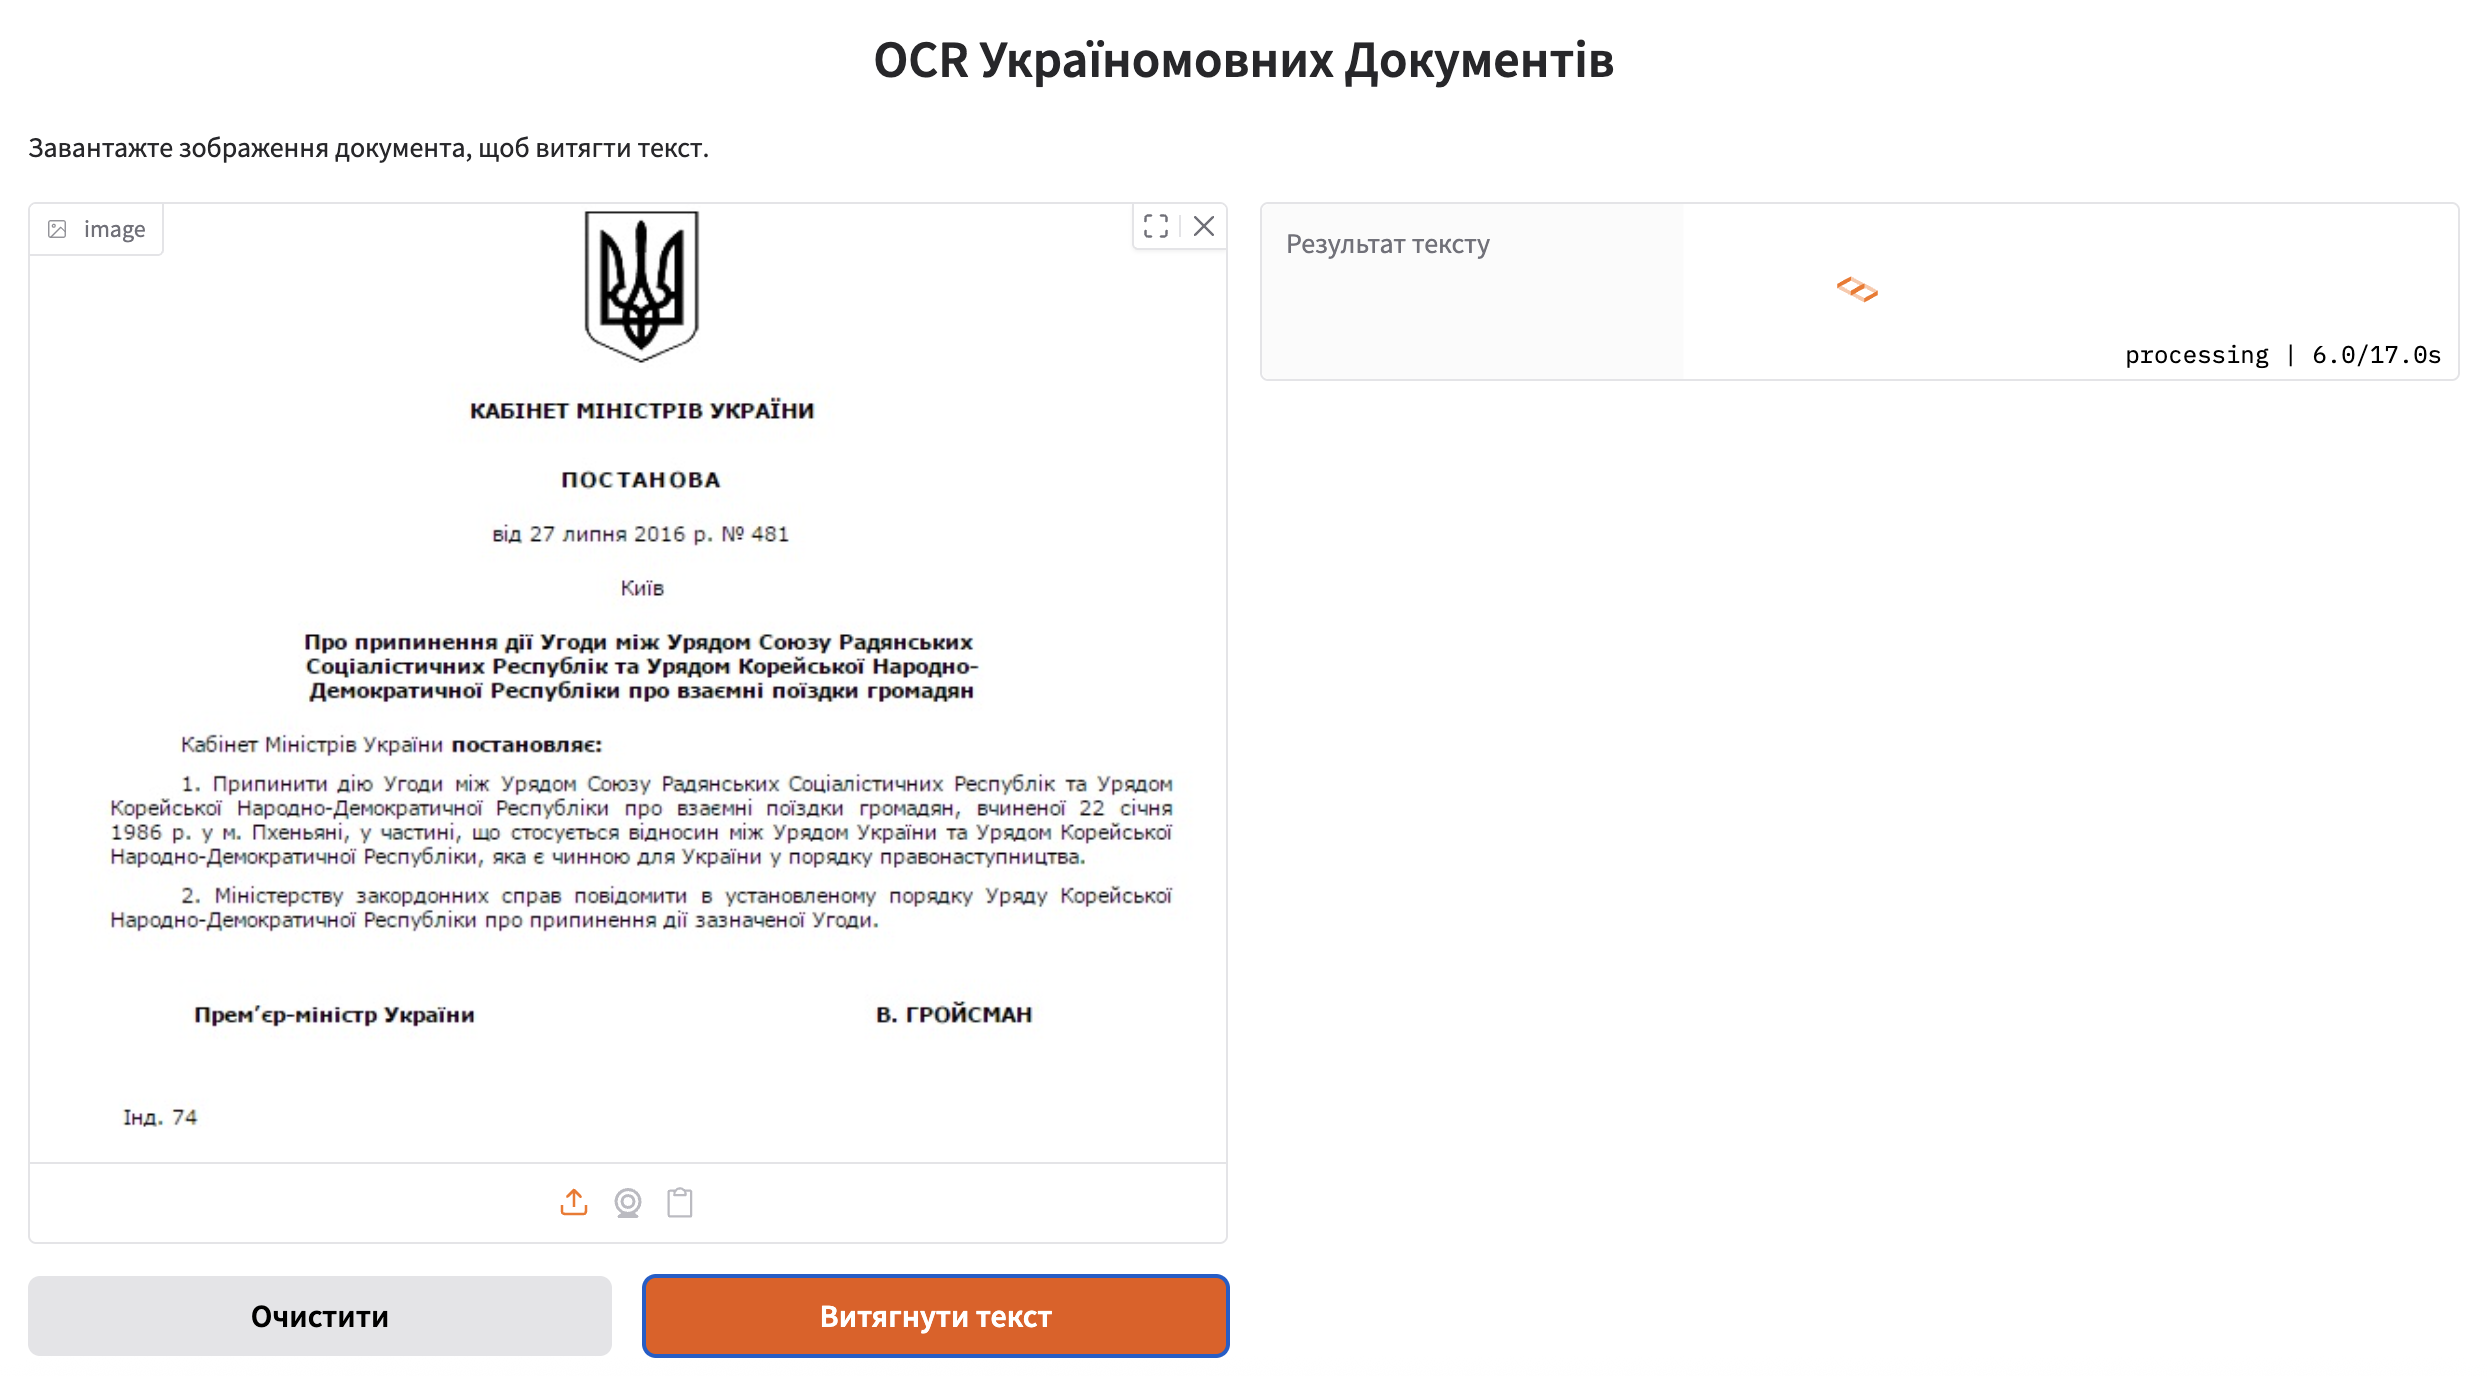 OCR Україномовних Документів
Завантажте зображення документа, щоб витягти текст.
image
КАБІНЕТ МІНІСТРІВ УКРАЇНИ
ПОСТАНОВА
від 27 липня 2016 р. № 481
Київ
Про припинення дії Угоди між Урядом Союзу Радянських
Соціалістичних Республік та Урядом Корейської Народно-
Демократичної Республіки про взаємні поїздки громадян
Кабінет Міністрів України постановляє:
1. Припинити дію Угоди між Урядом Союзу Радянських Соціалістичних Республік та Урядом
Корейської Народно-Демократичної Республіки про взаємні поїздки громадян, вчиненої 22 січня
1986 р. у м. Пхеньяні, у частині, що стосується відносин між Урядом України та Урядом Корейської
Народно-Демократичної Республіки, яка є чинною для України у порядку правонаступництва.
2. Міністерству закордонних справ повідомити в установленому порядку Уряду Корейської
Народно-Демократичної Республіки про припинення дії зазначеної Угоди.
Прем’єр-міністр України В. ГРОЙСМАН
Інд. 74
Очистити
Витягнути текст
Результат тексту
processing | 6.0/17.0s